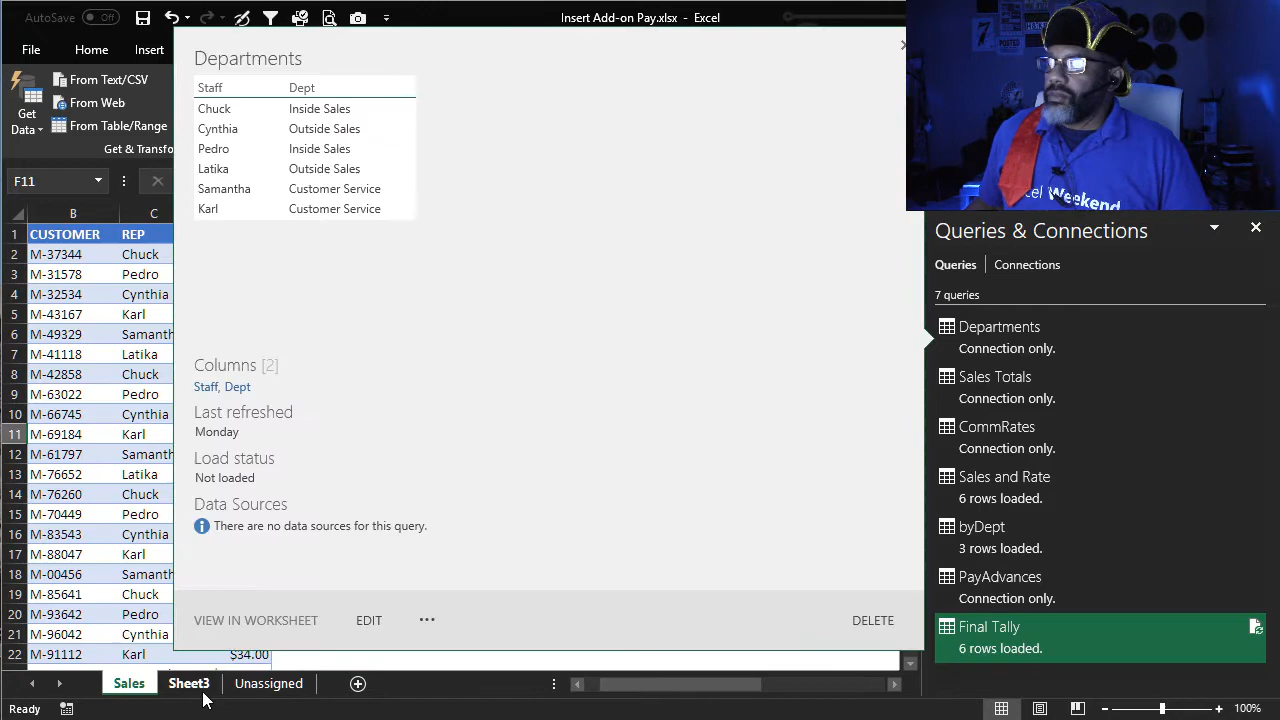 AutoSave Off Insert Add-on Pay.xlsx - Excel
File Home Insert
Get Data
From Text/CSV
From Web
From Table/Range
Get & Transfo
F11
B C
1 CUSTOMER REP
2 M-37344 Chuck
3 M-31578 Pedro
4 M-32534 Cynthia
5 M-43167 Karl
6 M-49329 Samanth
7 M-41118 Latika
8 M-42858 Chuck
9 M-63022 Pedro
10 M-66745 Cynthia
11 M-69184 Karl
12 M-61797 Samanth
13 M-76652 Latika
14 M-76260 Chuck
15 M-70449 Pedro
16 M-83543 Cynthia
17 M-88047 Karl
18 M-00456 Samanth
19 M-85641 Chuck
20 M-93642 Pedro
21 M-96042 Cynthia
22 M-91112 Karl $34.00
Departments
Staff Dept
Chuck Inside Sales
Cynthia Outside Sales
Pedro Inside Sales
Latika Outside Sales
Samantha Customer Service
Karl Customer Service
Columns [2]
Staff, Dept
Last refreshed
Monday
Load status
Not loaded
Data Sources
There are no data sources for this query.
VIEW IN WORKSHEET EDIT ... DELETE
7
POSTED
cel Weekend
Queries & Connections
Queries Connections
7 queries
Departments
Connection only.
Sales Totals
Connection only.
CommRates
Connection only.
Sales and Rate
6 rows loaded.
byDept
3 rows loaded.
PayAdvances
Connection only.
Final Tally
6 rows loaded.
Sales Sheet3 Unassigned
Ready 100%